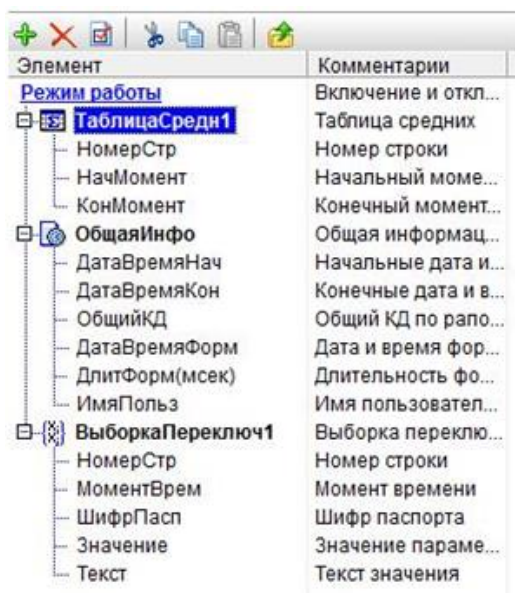 Элемент Комментарии
Режим работы Включение и откл...
ТаблицаСредн1 Таблица средних
НомерСтр Номер строки
НачМомент Начальный моме...
КонМомент Конечный момент...
ОбщаяИнфо Общая информац...
ДатаВремяНач Начальные дата и...
ДатаВремяКон Конечные дата и в...
ОбщийКД Общий КД по рапо...
ДатаВремяФорм Дата и время фор...
ДлитФорм(мсек) Длительность фо...
ИмяПольз Имя пользовател...
ВыборкаПереключ1 Выборка переклю...
НомерСтр Номер строки
МоментВрем Момент времени
ШифрПасп Шифр паспорта
Значение Значение параме...
Текст Текст значения